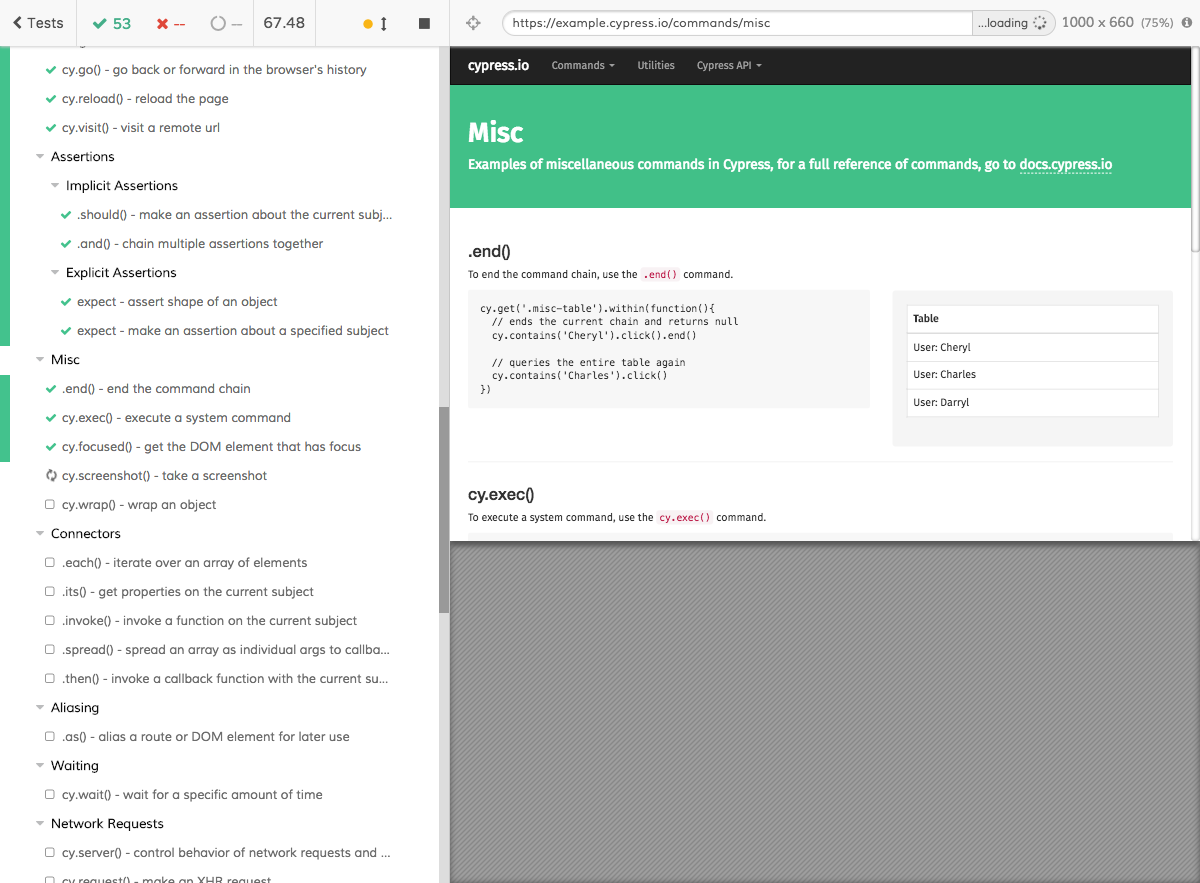 Tests
53
--
--
67.48
https://example.cypress.io/commands/misc
...loading
1000 x 660 (75%)
cy.go() - go back or forward in the browser's history
cy.reload() - reload the page
cy.visit() - visit a remote url
Assertions
Implicit Assertions
.should() - make an assertion about the current subj...
.and() - chain multiple assertions together
Explicit Assertions
expect - assert shape of an object
expect - make an assertion about a specified subject
Misc
.end() - end the command chain
cy.exec() - execute a system command
cy.focused() - get the DOM element that has focus
cy.screenshot() - take a screenshot
cy.wrap() - wrap an object
Connectors
.each() - iterate over an array of elements
.its() - get properties on the current subject
.invoke() - invoke a function on the current subject
.spread() - spread an array as individual args to callba...
.then() - invoke a callback function with the current su...
Aliasing
.as() - alias a route or DOM element for later use
Waiting
cy.wait() - wait for a specific amount of time
Network Requests
cy.server() - control behavior of network requests and ...
cy.request() - make an XHR request
cypress.io
Commands
Utilities
Cypress API
Misc
Examples of miscellaneous commands in Cypress, for a full reference of commands, go to docs.cypress.io
.end()
To end the command chain, use the .end() command.
cy.get('.misc-table').within(function(){
// ends the current chain and returns null
cy.contains('Cheryl').click().end()
// queries the entire table again
cy.contains('Charles').click()
})
Table
User: Cheryl
User: Charles
User: Darryl
cy.exec()
To execute a system command, use the cy.exec() command.